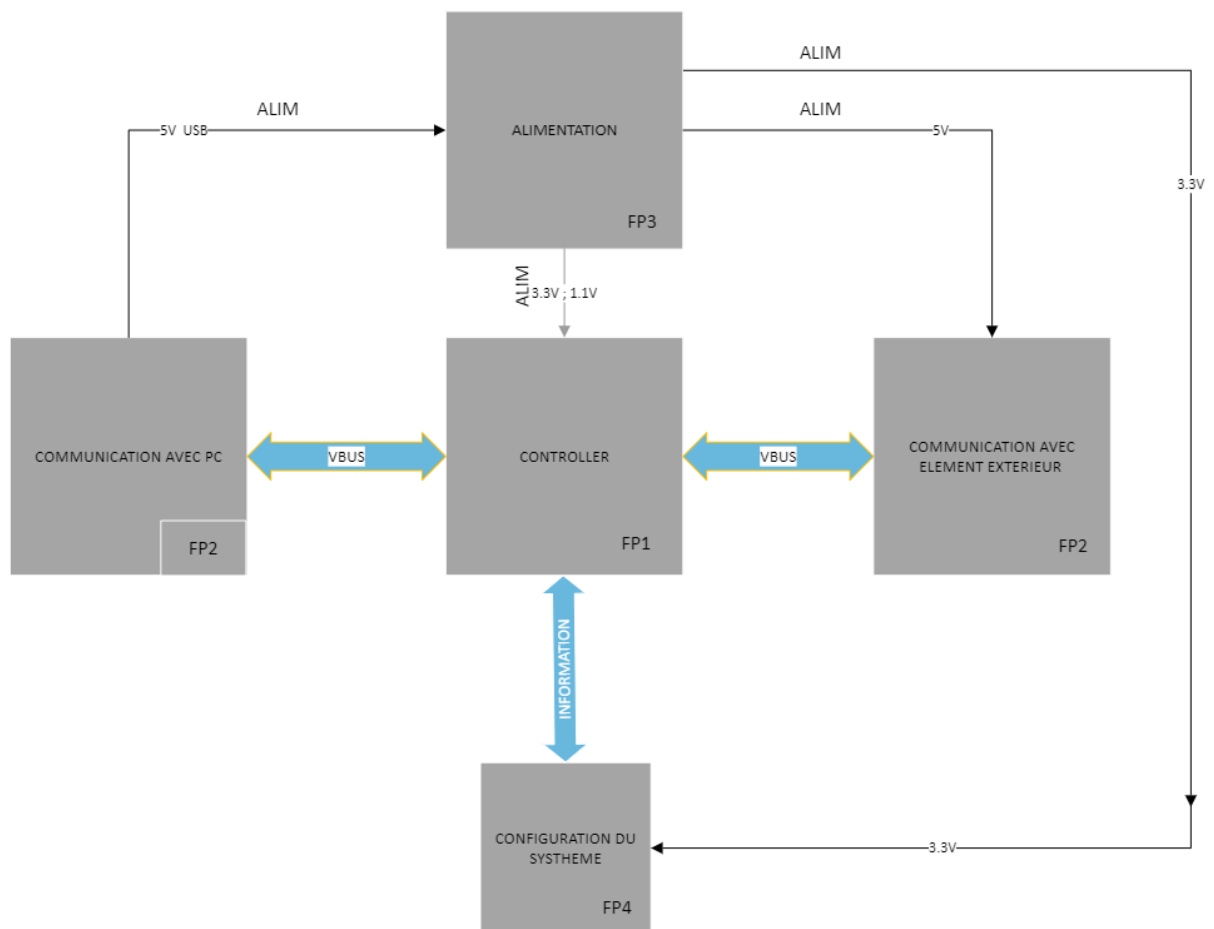 ALIM
ALIM
ALIM
5V USB
ALIMENTATION
5V
3.3V
FP3
ALIM
3.3V ; 1.1V
COMMUNICATION AVEC PC
VBUS
CONTROLLER
VBUS
COMMUNICATION AVEC
ELEMENT EXTERIEUR
FP2
FP1
FP2
INFORMATION
CONFIGURATION DU
SYSTHEME
3.3V
FP4